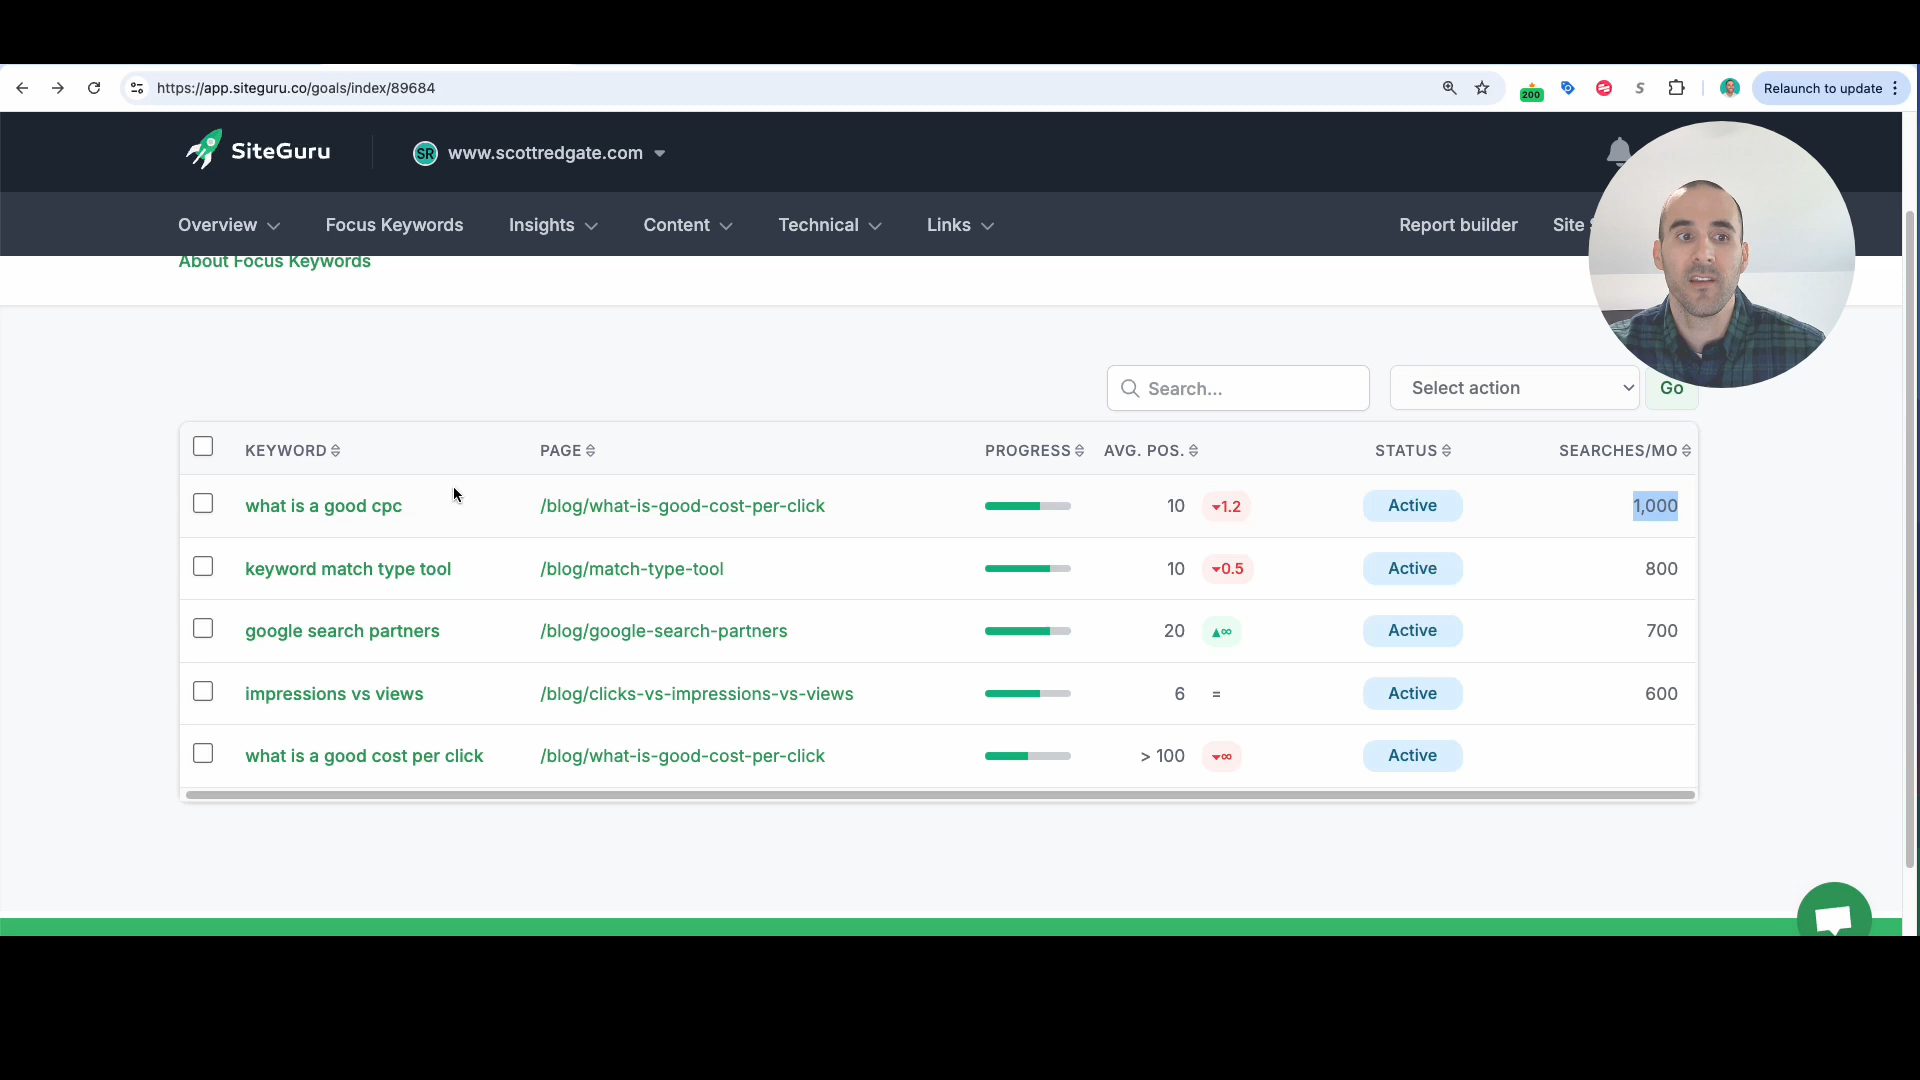 https://app.siteguru.co/goals/index/89684
200
S
Relaunch to update
SiteGuru
SR www.scottredgate.com
Overview Focus Keywords Insights Content Technical Links Report builder Site
About Focus Keywords
Search... Select action Go
KEYWORD PAGE PROGRESS AVG. POS. STATUS SEARCHES/MO
what is a good cpc /blog/what-is-good-cost-per-click 10 ▾1.2 Active 1,000
keyword match type tool /blog/match-type-tool 10 ▾0.5 Active 800
google search partners /blog/google-search-partners 20 ▴∞ Active 700
impressions vs views /blog/clicks-vs-impressions-vs-views 6 = Active 600
what is a good cost per click /blog/what-is-good-cost-per-click > 100 ▾∞ Active